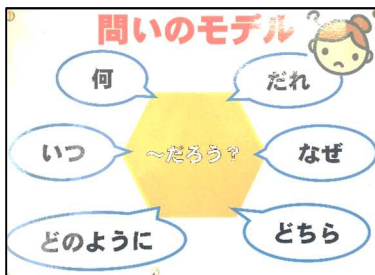 問いのモデル
何
だれ
いつ
～だろう？
なぜ
どのように
どちら